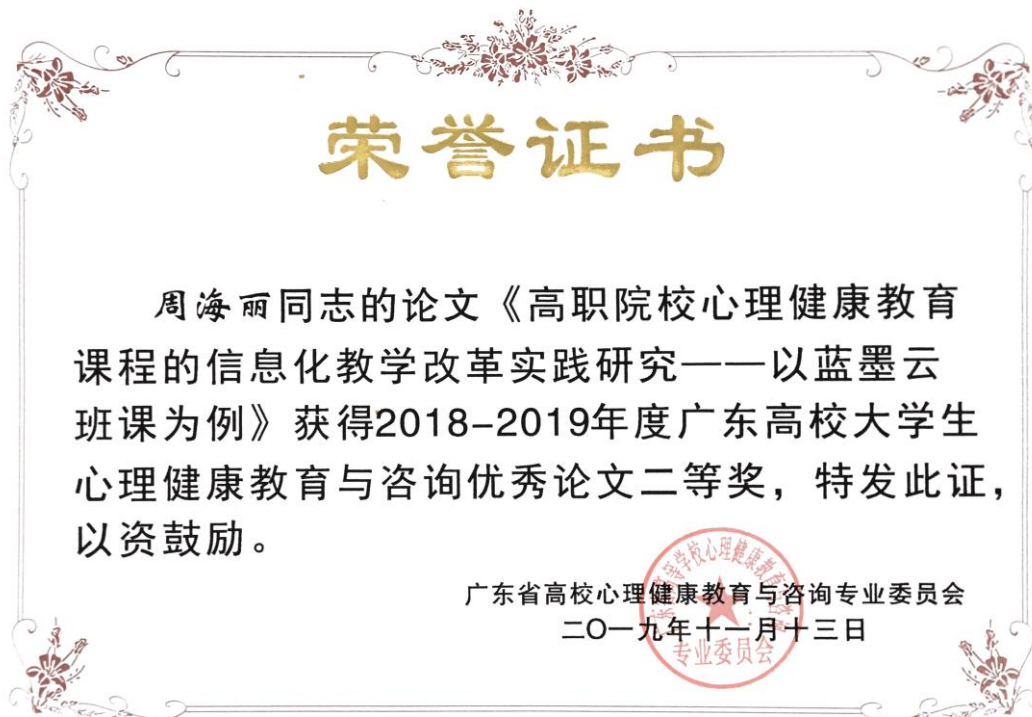 荣誉证书
周海丽同志的论文《高职院校心理健康教育
课程的信息化教学改革实践研究——以蓝墨云
班课为例》获得2018-2019年度广东高校大学生
心理健康教育与咨询优秀论文二等奖，特发此证，
以资鼓励。
广东省高校心理健康教育与咨询专业委员会
二〇一九年十一月十三日
专业委员会